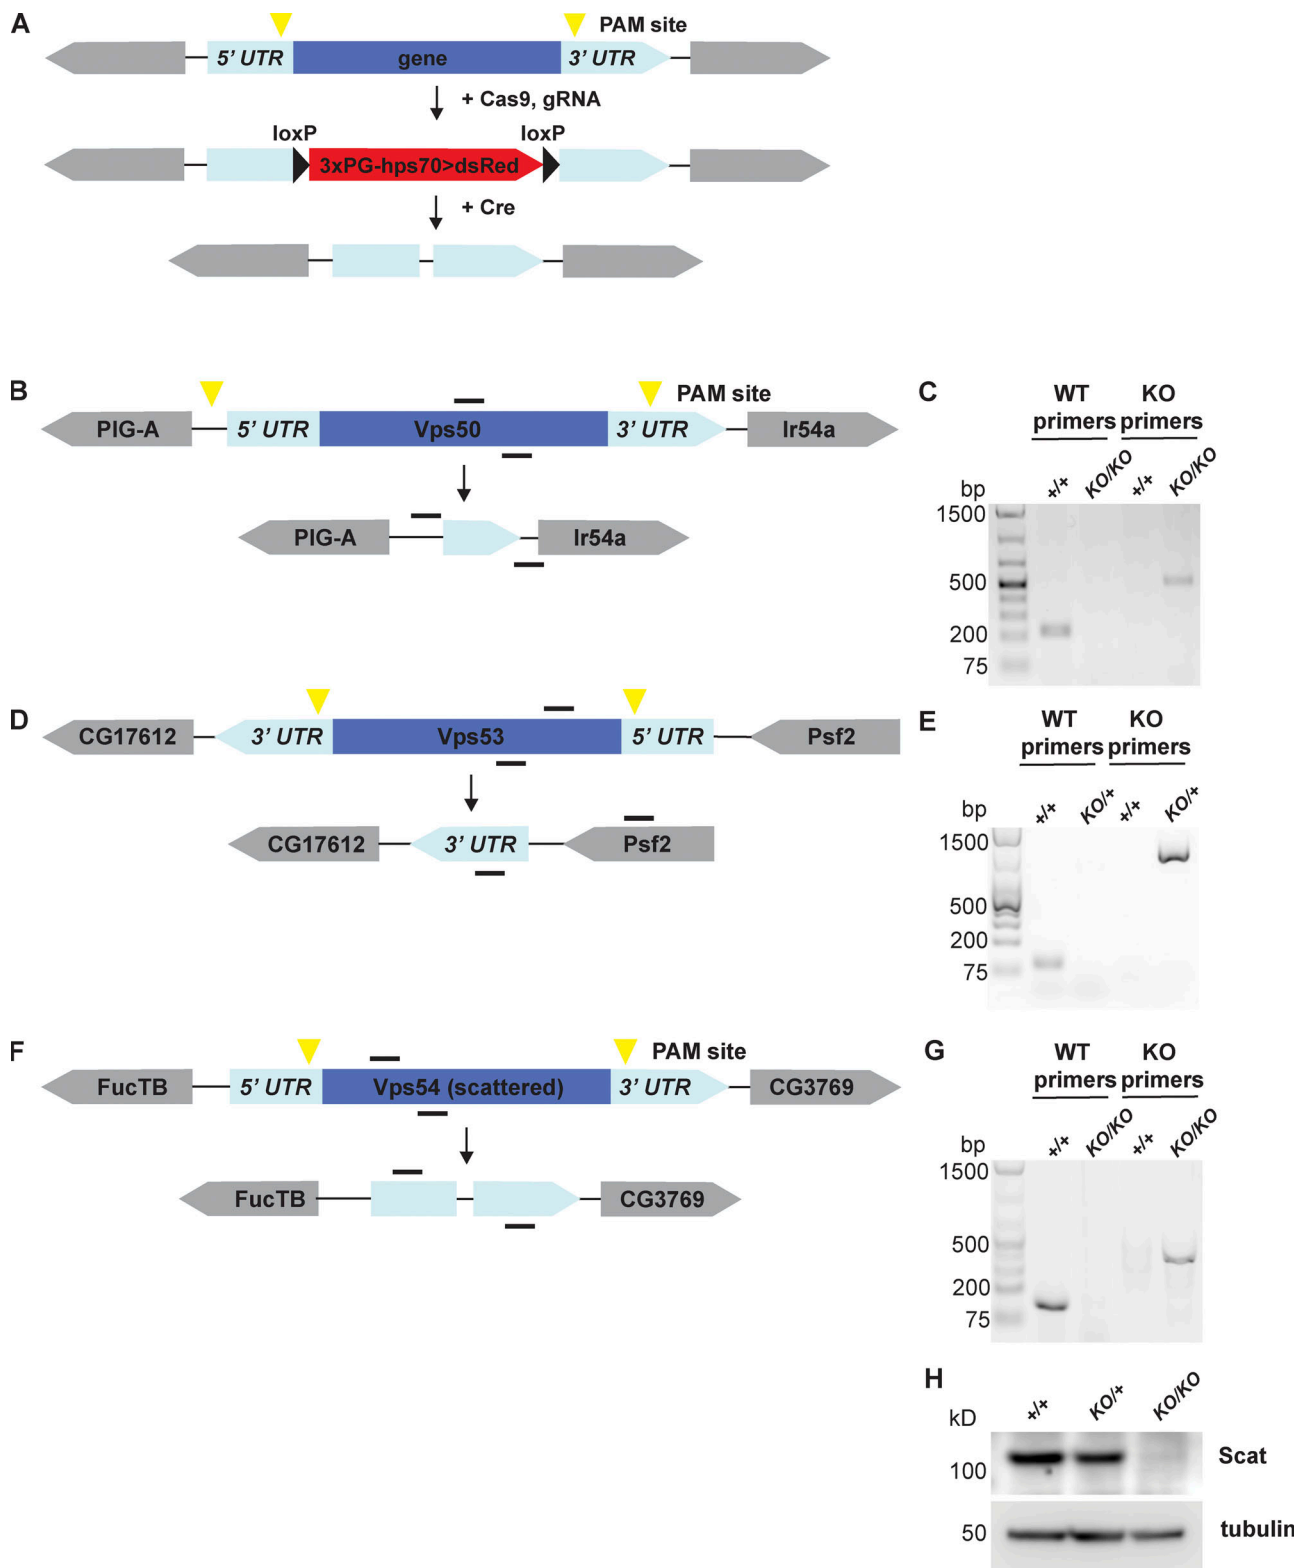 A
PAM site
5’ UTR gene 3’ UTR
+ Cas9, gRNA
loxP loxP
3xPG-hps70>dsRed
+ Cre
B
PAM site
PIG-A 5’ UTR Vps50 3’ UTR Ir54a
PIG-A Ir54a
C
WT primers KO primers
+/+ KO/KO +/+ KO/KO
bp
1500
500
200
75
D
CG17612 3’ UTR Vps53 5’ UTR Psf2
CG17612 3’ UTR Psf2
E
WT primers KO primers
+/+ KO/+ +/+ KO/+
bp
1500
500
200
75
F
PAM site
FucTB 5’ UTR Vps54 (scattered) 3’ UTR CG3769
FucTB CG3769
G
WT primers KO primers
+/+ KO/KO +/+ KO/KO
bp
1500
500
200
75
H
+/+ KO/+ KO/KO
kD
100 Scat
50 tubulin